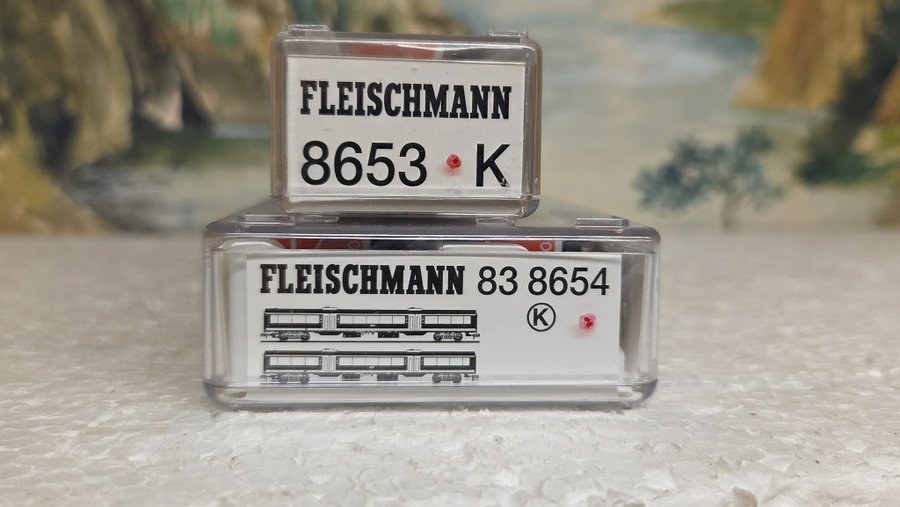 FLEISCHMANN
8653 K
FLEISCHMANN 83 8654
K